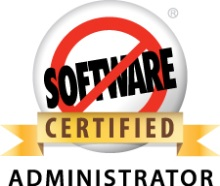 ®
SOFTWARE
CERTIFIED
ADMINISTRATOR